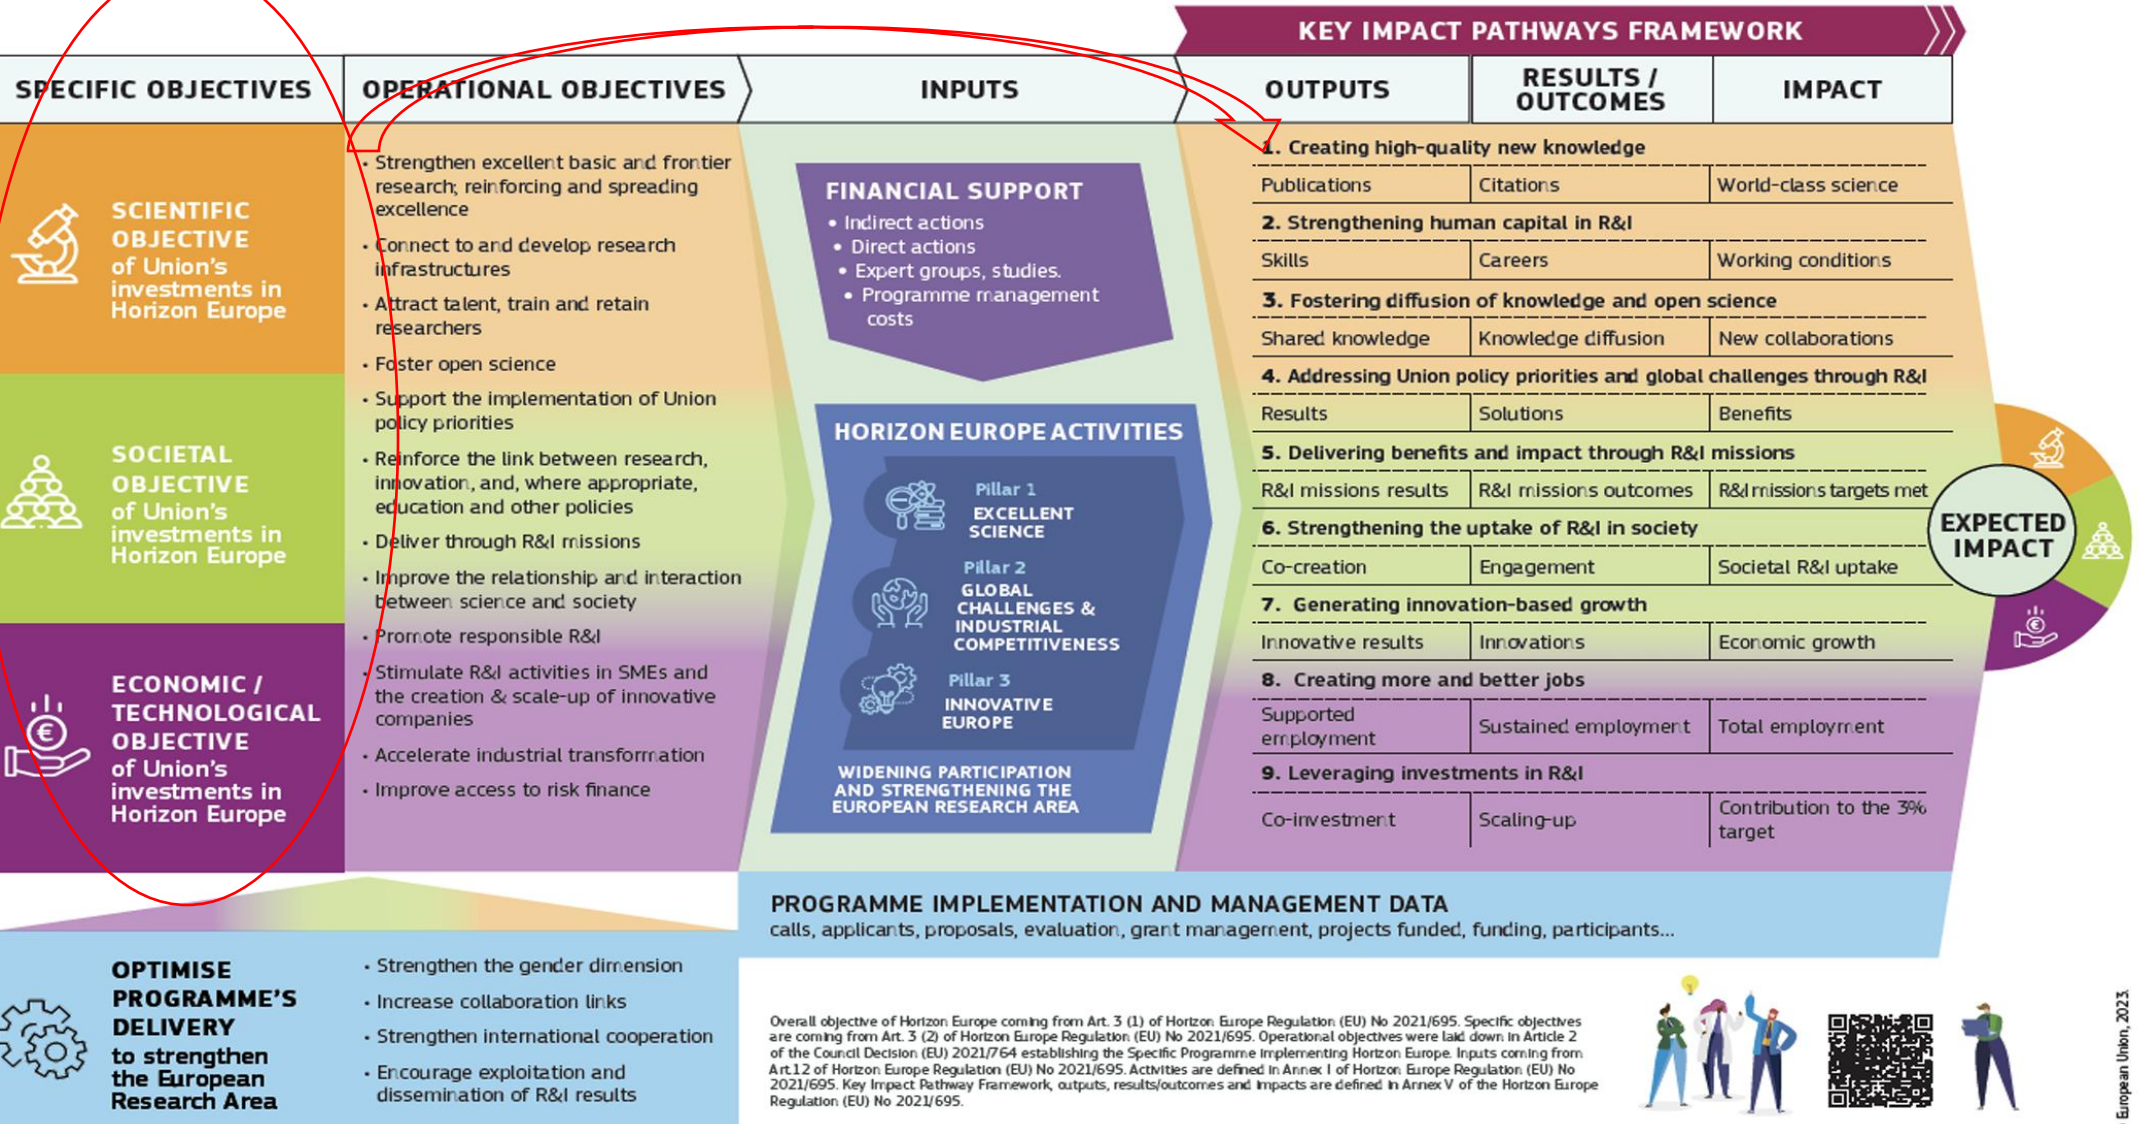 KEY IMPACT PATHWAYS FRAMEWORK
SPECIFIC OBJECTIVES
OPERATIONAL OBJECTIVES
INPUTS
OUTPUTS
RESULTS /
OUTCOMES
IMPACT
SCIENTIFIC
OBJECTIVE
of Union's
investments in
Horizon Europe
SOCIETAL
OBJECTIVE
of Union's
investments in
Horizon Europe
ECONOMIC /
TECHNOLOGICAL
OBJECTIVE
of Union's
investments in
Horizon Europe
• Strengthen excellent basic and frontier
research; reinforcing and spreading
excellence
• Connect to and develop research
infrastructures
• Attract talent, train and retain
researchers
• Foster open science
• Support the implementation of Union
policy priorities
• Reinforce the link between research,
innovation, and, where appropriate,
education and other policies
• Deliver through R&I missions
• Improve the relationship and interaction
between science and society
• Promote responsible R&I
• Stimulate R&I activities in SMEs and
the creation & scale-up of innovative
companies
• Accelerate industrial transformation
• Improve access to risk finance
FINANCIAL SUPPORT
• Indirect actions
• Direct actions
• Expert groups, studies.
• Programme management
costs
HORIZON EUROPE ACTIVITIES
Pillar 1
EXCELLENT
SCIENCE
Pillar 2
GLOBAL
CHALLENGES &
INDUSTRIAL
COMPETITIVENESS
Pillar 3
INNOVATIVE
EUROPE
WIDENING PARTICIPATION
AND STRENGTHENING THE
EUROPEAN RESEARCH AREA
1. Creating high-quality new knowledge
Publications
Citations
World-class science
2. Strengthening human capital in R&I
Skills
Careers
Working conditions
3. Fostering diffusion of knowledge and open science
Shared knowledge
Knowledge diffusion
New collaborations
4. Addressing Union policy priorities and global challenges through R&I
Results
Solutions
Benefits
5. Delivering benefits and impact through R&I missions
R&I missions results
R&I missions outcomes
R&I missions targets met
6. Strengthening the uptake of R&I in society
Co-creation
Engagement
Societal R&I uptake
7. Generating innovation-based growth
Innovative results
Innovations
Economic growth
8. Creating more and better jobs
Supported
employment
Sustained employment
Total employment
9. Leveraging investments in R&I
Co-investment
Scaling-up
Contribution to the 3%
target
EXPECTED
IMPACT
PROGRAMME IMPLEMENTATION AND MANAGEMENT DATA
calls, applicants, proposals, evaluation, grant management, projects funded, funding, participants...
OPTIMISE
PROGRAMME'S
DELIVERY
to strengthen
the European
Research Area
• Strengthen the gender dimension
• Increase collaboration links
• Strengthen international cooperation
• Encourage exploitation and
dissemination of R&I results
Overall objective of Horizon Europe coming from Art. 3 (1) of Horizon Europe Regulation (EU) No 2021/695. Specific objectives
are coming from Art. 3 (2) of Horizon Europe Regulation (EU) No 2021/695. Operational objectives were laid down in Article 2
of the Council Decision (EU) 2021/764 establishing the Specific Programme implementing Horizon Europe. Inputs coming from
Art.12 of Horizon Europe Regulation (EU) No 2021/695. Activities are defined in Annex I of Horizon Europe Regulation (EU) No
2021/695. Key Impact Pathway Framework, outputs, results/outcomes and impacts are defined in Annex V of the Horizon Europe
Regulation (EU) No 2021/695.
European Union, 2023.